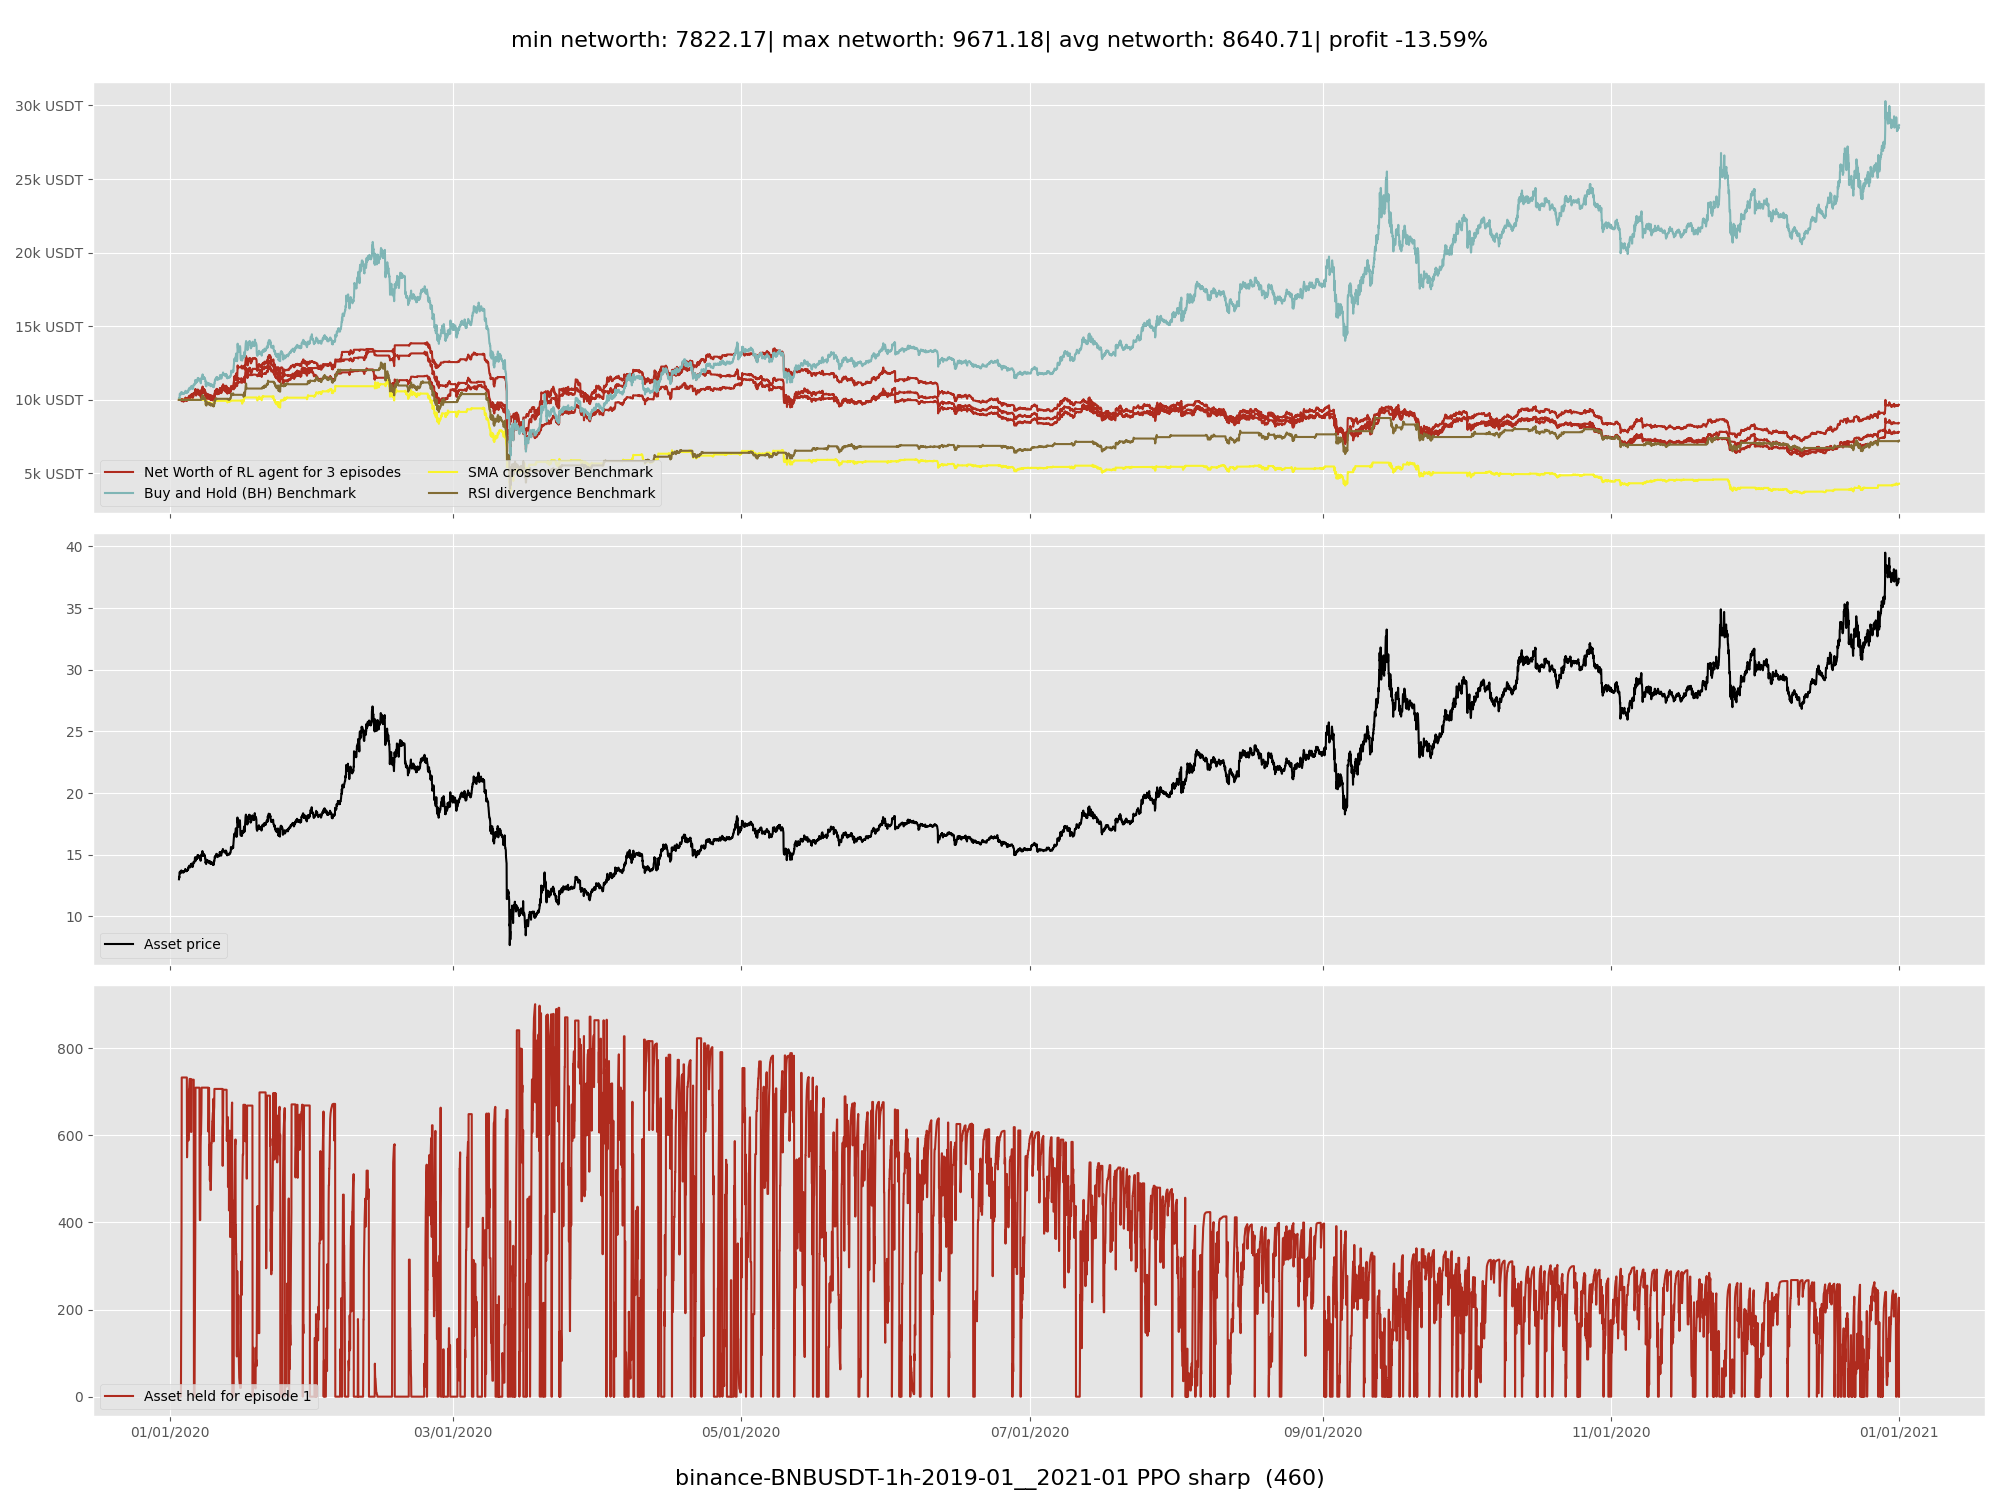 min networth: 7822.17| max networth: 9671.18| avg networth: 8640.71| profit -13.59%
30k USDT
25k USDT
20k USDT
15k USDT
10k USDT
5k USDT
Net Worth of RL agent for 3 episodes
Buy and Hold (BH) Benchmark
SMA crossover Benchmark
RSI divergence Benchmark
40
35
30
25
20
15
10
Asset price
800
600
400
200
0
Asset held for episode 1
01/01/2020 03/01/2020 05/01/2020 07/01/2020 09/01/2020 11/01/2020 01/01/2021
binance-BNBUSDT-1h-2019-01__2021-01 PPO sharp (460)